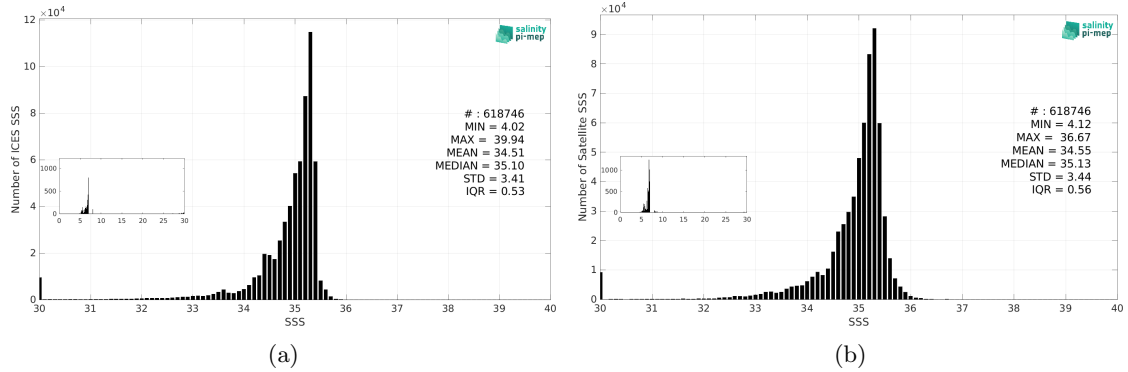 ×10^4
12
10
8
6
4
2
0
Number of ICES SSS
salinity
pi-mep
# : 618746
MIN = 4.02
MAX = 39.94
MEAN = 34.51
MEDIAN = 35.10
STD = 3.41
IQR = 0.53
1000
500
0
0 5 10 15 20 25 30
30 31 32 33 34 35 36 37 38 39 40
SSS
(a)
×10^4
9
8
7
6
5
4
3
2
1
0
Number of Satellite SSS
salinity
pi-mep
# : 618746
MIN = 4.12
MAX = 36.67
MEAN = 34.55
MEDIAN = 35.13
STD = 3.44
IQR = 0.56
1000
500
0
0 5 10 15 20 25 30
30 31 32 33 34 35 36 37 38 39 40
SSS
(b)